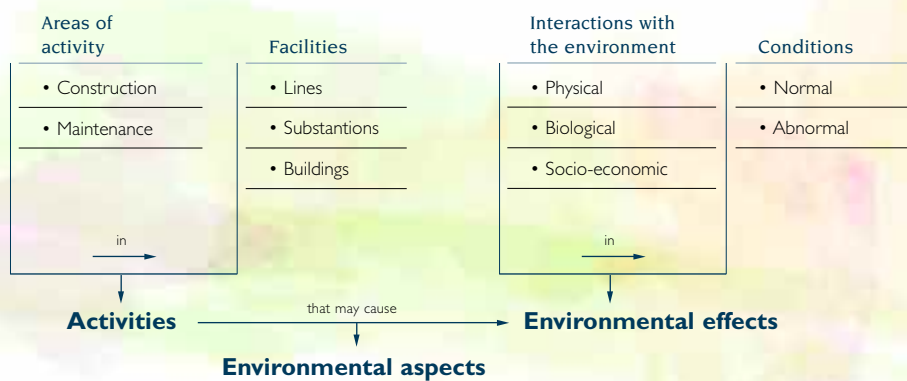 Areas of
activity
• Construction
• Maintenance
in
Facilities
• Lines
• Substantions
• Buildings
Interactions with
the environment
• Physical
• Biological
• Socio-economic
in
Conditions
• Normal
• Abnormal
Activities
that may cause
Environmental effects
Environmental aspects